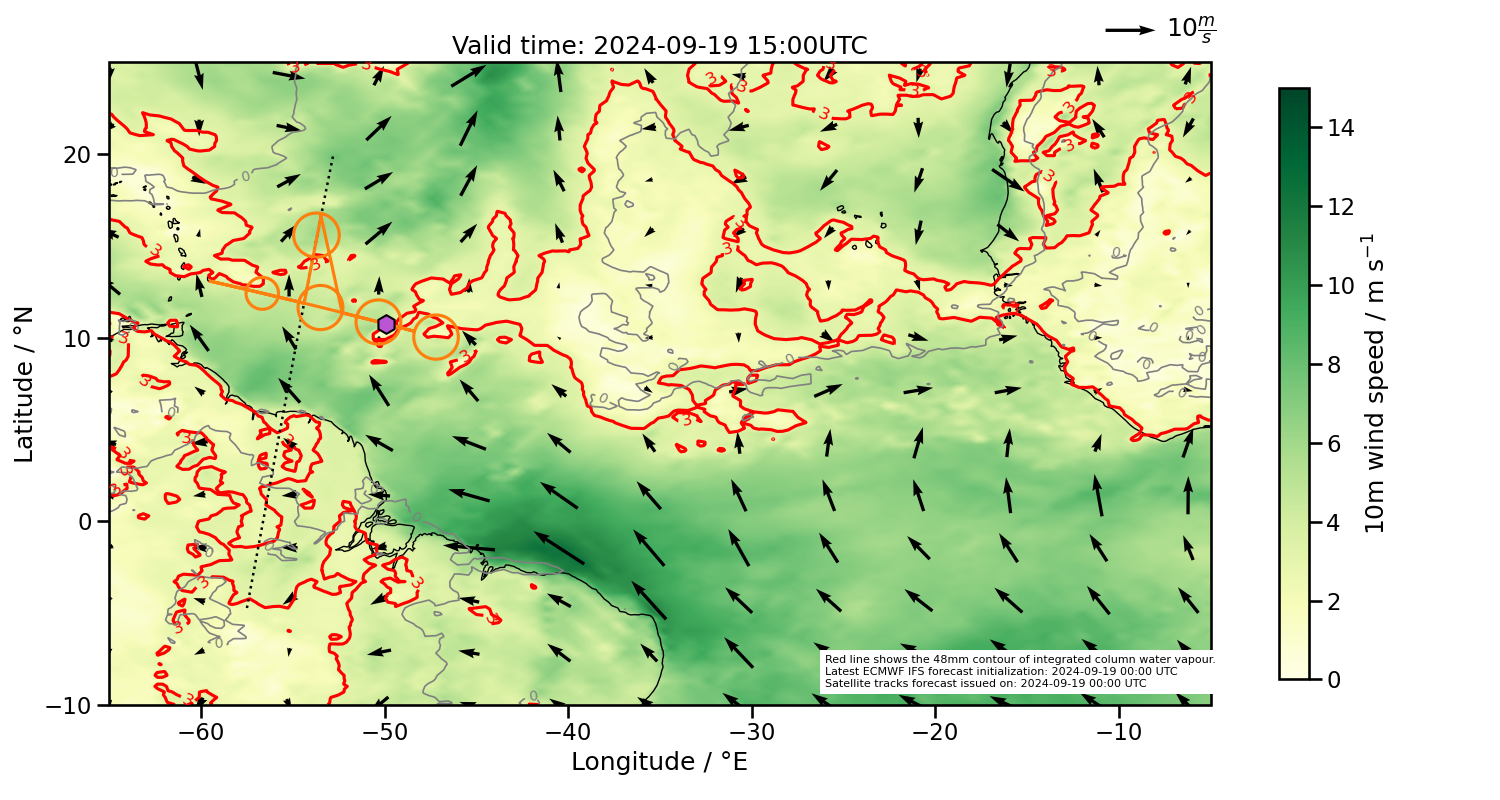 10 m/s
Valid time: 2024-09-19 15:00UTC
20
10
0
−10
Latitude / °N
−60
−50
−40
−30
−20
−10
Longitude / °E
14
12
10
8
6
4
2
0
10m wind speed / m s⁻¹
Red line shows the 48mm contour of integrated column water vapour.
Latest ECMWF IFS forecast initialization: 2024-09-19 00:00 UTC
Satellite tracks forecast issued on: 2024-09-19 00:00 UTC